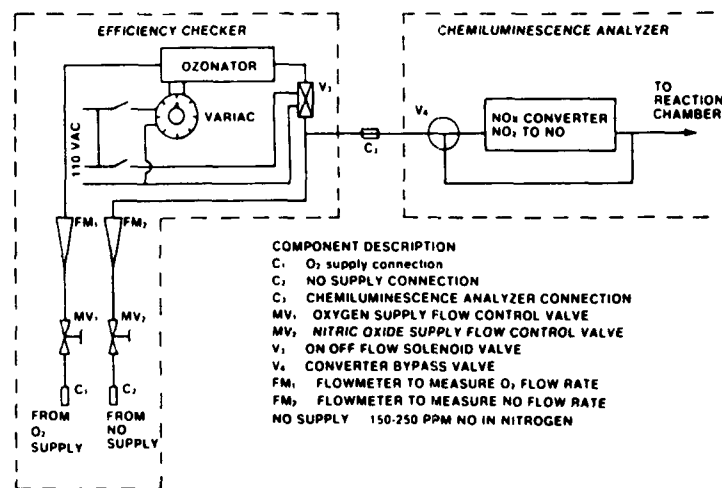 EFFICIENCY CHECKER
CHEMILUMINESCENCE ANALYZER
OZONATOR
V₃
VARIAC
110 VAC
C₃
V₄
NOx CONVERTER
NO₂ TO NO
TO
REACTION
CHAMBER
FM₁
FM₂
MV₁
MV₂
C₁
C₂
FROM
O₂
SUPPLY
FROM
NO
SUPPLY
COMPONENT DESCRIPTION
C₁ O₂ supply connection
C₂ NO SUPPLY CONNECTION
C₃ CHEMILUMINESCENCE ANALYZER CONNECTION
MV₁ OXYGEN SUPPLY FLOW CONTROL VALVE
MV₂ NITRIC OXIDE SUPPLY FLOW CONTROL VALVE
V₃ ON OFF FLOW SOLENOID VALVE
V₄ CONVERTER BYPASS VALVE
FM₁ FLOWMETER TO MEASURE O₂ FLOW RATE
FM₂ FLOWMETER TO MEASURE NO FLOW RATE
NO SUPPLY 150-250 PPM NO IN NITROGEN